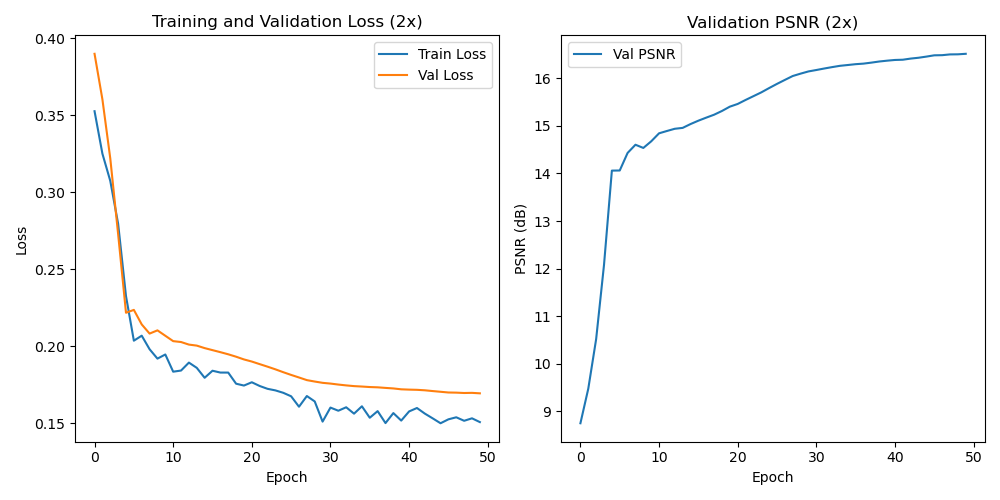 Training and Validation Loss (2x)
Loss
0.40
0.35
0.30
0.25
0.20
0.15
Train Loss
Val Loss
0 10 20 30 40 50
Epoch
Validation PSNR (2x)
PSNR (dB)
16
15
14
13
12
11
10
9
Val PSNR
0 10 20 30 40 50
Epoch